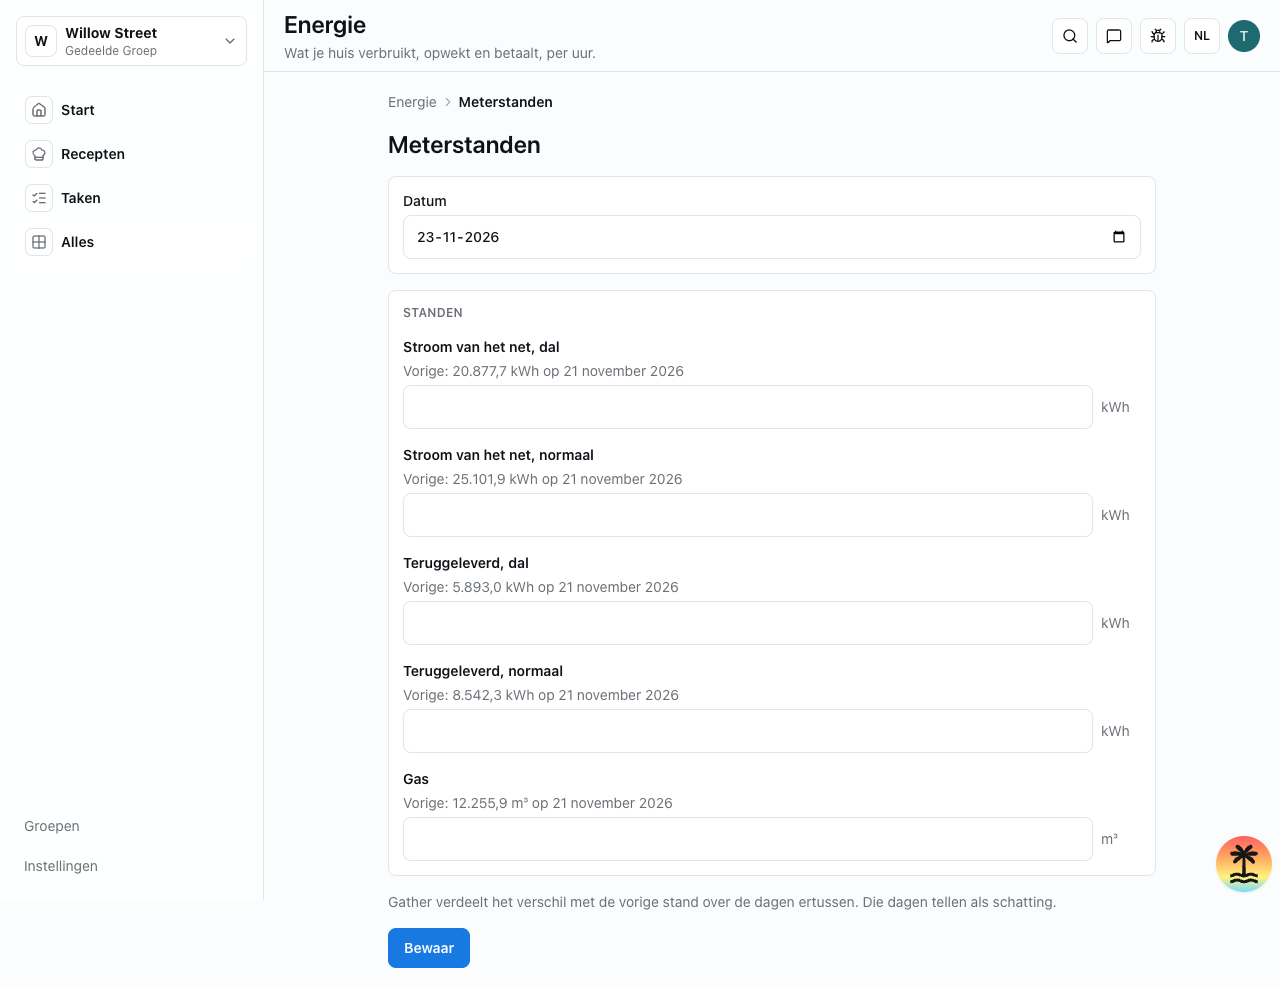 W
Willow Street
Gedeelde Groep
Start
Recepten
Taken
Alles
Groepen
Instellingen
Energie
Wat je huis verbruikt, opwekt en betaalt, per uur.
NL
T
Energie > Meterstanden
Meterstanden
Datum
23-11-2026
STANDEN
Stroom van het net, dal
Vorige: 20.877,7 kWh op 21 november 2026
kWh
Stroom van het net, normaal
Vorige: 25.101,9 kWh op 21 november 2026
kWh
Teruggeleverd, dal
Vorige: 5.893,0 kWh op 21 november 2026
kWh
Teruggeleverd, normaal
Vorige: 8.542,3 kWh op 21 november 2026
kWh
Gas
Vorige: 12.255,9 m³ op 21 november 2026
m³
Gather verdeelt het verschil met de vorige stand over de dagen ertussen. Die dagen tellen als schatting.
Bewaar